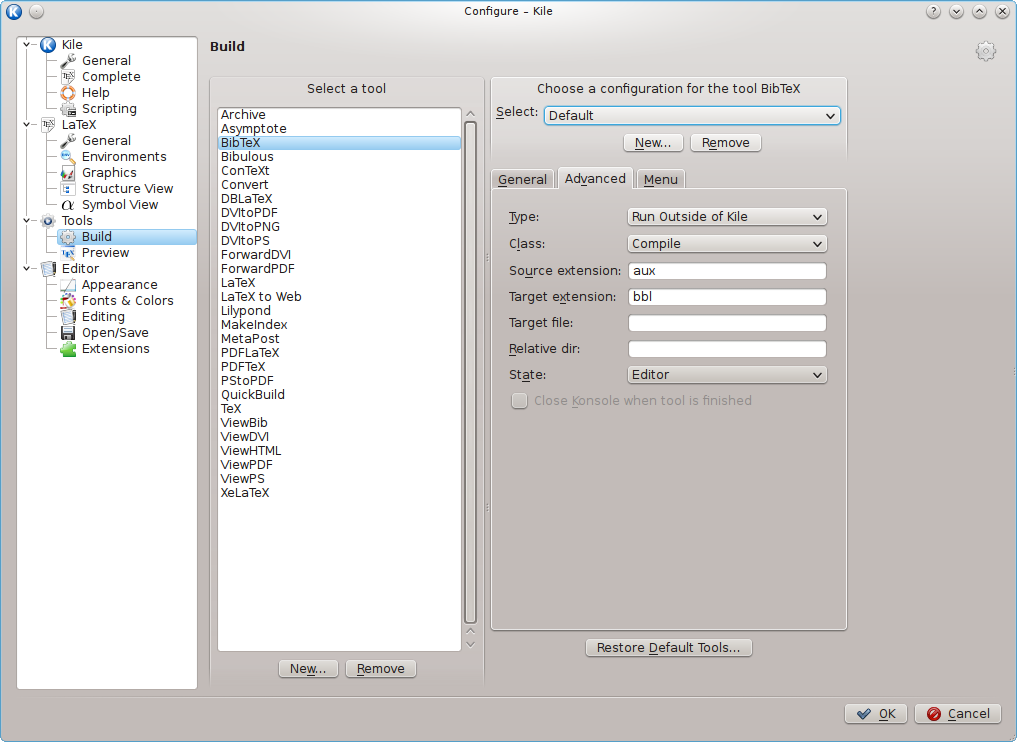 Configure – Kile
Kile
General
Complete
Help
Scripting
LaTeX
General
Environments
Graphics
Structure View
Symbol View
Tools
Build
Preview
Editor
Appearance
Fonts & Colors
Editing
Open/Save
Extensions
Build
Select a tool
Archive
Asymptote
BibTeX
Bibulous
ConTeXt
Convert
DBLaTeX
DVItoPDF
DVItoPNG
DVItoPS
ForwardDVI
ForwardPDF
LaTeX
LaTeX to Web
Lilypond
MakeIndex
MetaPost
PDFLaTeX
PDFTeX
PStoPDF
QuickBuild
TeX
ViewBib
ViewDVI
ViewHTML
ViewPDF
ViewPS
XeLaTeX
New... Remove
Choose a configuration for the tool BibTeX
Select: Default
New... Remove
General Advanced Menu
Type: Run Outside of Kile
Class: Compile
Source extension: aux
Target extension: bbl
Target file:
Relative dir:
State: Editor
Close Konsole when tool is finished
Restore Default Tools...
OK Cancel